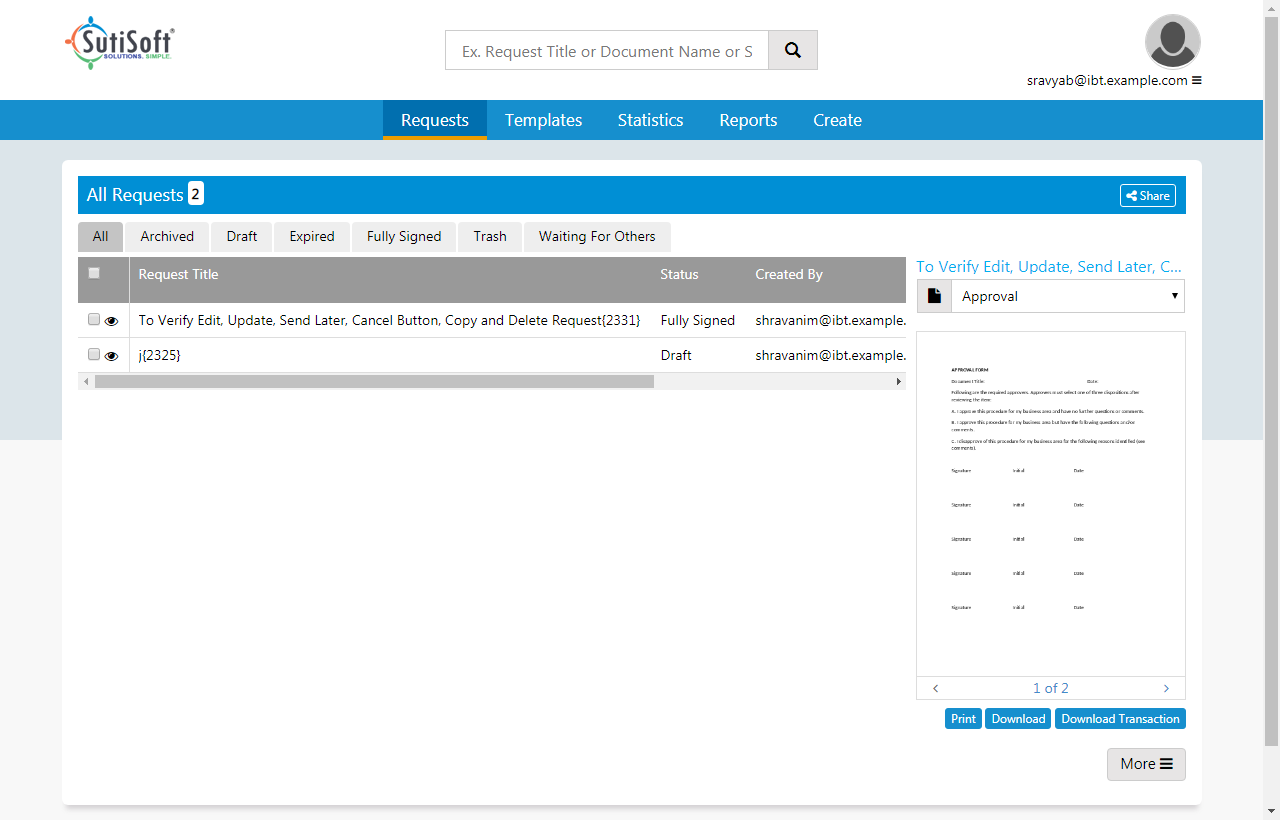 SutiSoft®
SOLUTIONS. SIMPLE.
Ex. Request Title or Document Name or S
sravyab@ibt.example.com
Requests Templates Statistics Reports Create
All Requests 2 Share
All Archived Draft Expired Fully Signed Trash Waiting For Others
Request Title Status Created By
To Verify Edit, Update, Send Later, Cancel Button, Copy and Delete Request{2331} Fully Signed shravanim@ibt.example.
j{2325} Draft shravanim@ibt.example.
To Verify Edit, Update, Send Later, C...
Approval
APPROVAL FORM
Document Title: Date:
Following are the required approvers. Approvers must select one of three dispositions after
reviewing the item:
A. I approve this procedure for my business area and have no further questions or comments.
B. I approve this procedure for my business area but have the following questions and/or
comments.
C. I disapprove of this procedure for my business area for the following reasons identified (see
comments).
Signature Initial Date
Signature Initial Date
Signature Initial Date
Signature Initial Date
Signature Initial Date
1 of 2
Print Download Download Transaction
More